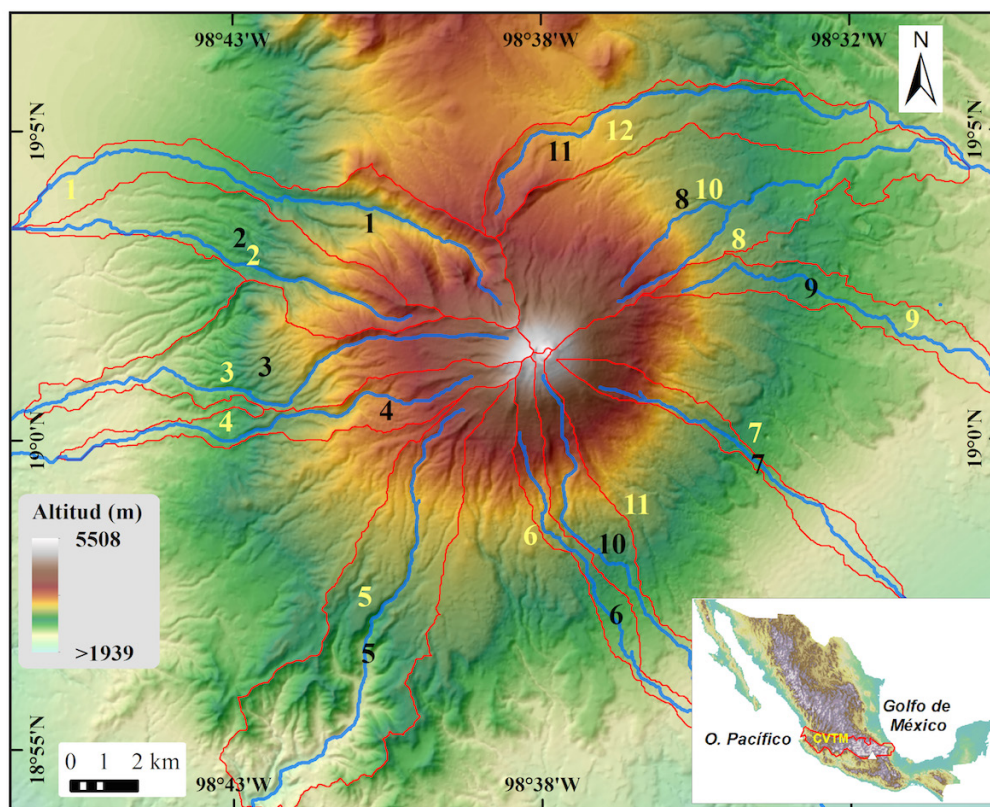 98°43'W 98°38'W 98°32'W
N
19°5'N 19°5'N
12
11
1
8 10
1
2
2
8
9
9
3
3
4
4
19°0'N 19°0'N
7
7
Altitud (m)
5508
>1939
11
6
10
5
6
5
Golfo de
México
O. Pacífico
CVTM
18°55'N
0 1 2 km
98°43'W 98°38'W